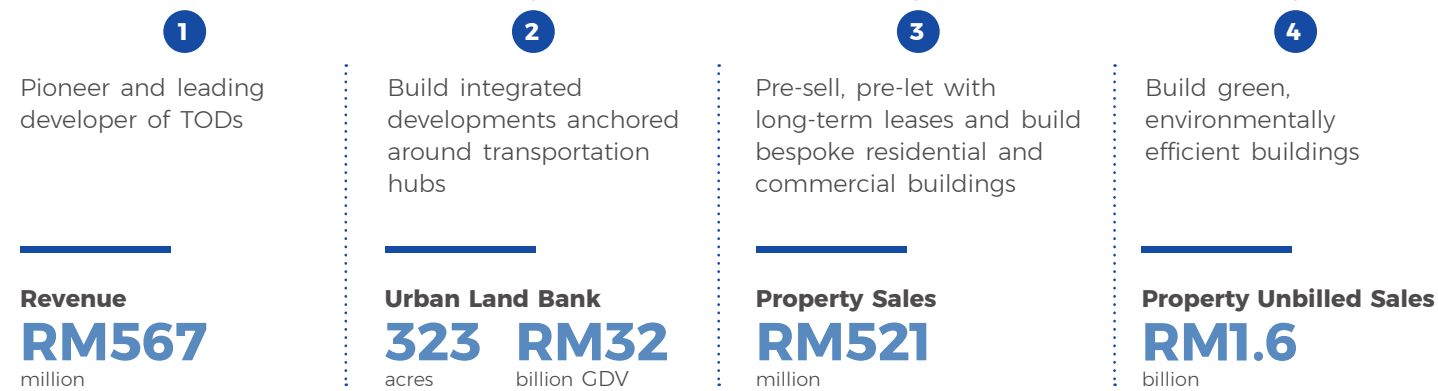 1
Pioneer and leading
developer of TODs
Revenue
RM567
million
2
Build integrated
developments anchored
around transportation
hubs
Urban Land Bank
323 RM32
acres billion GDV
3
Pre-sell, pre-let with
long-term leases and build
bespoke residential and
commercial buildings
Property Sales
RM521
million
4
Build green,
environmentally
efficient buildings
Property Unbilled Sales
RM1.6
billion